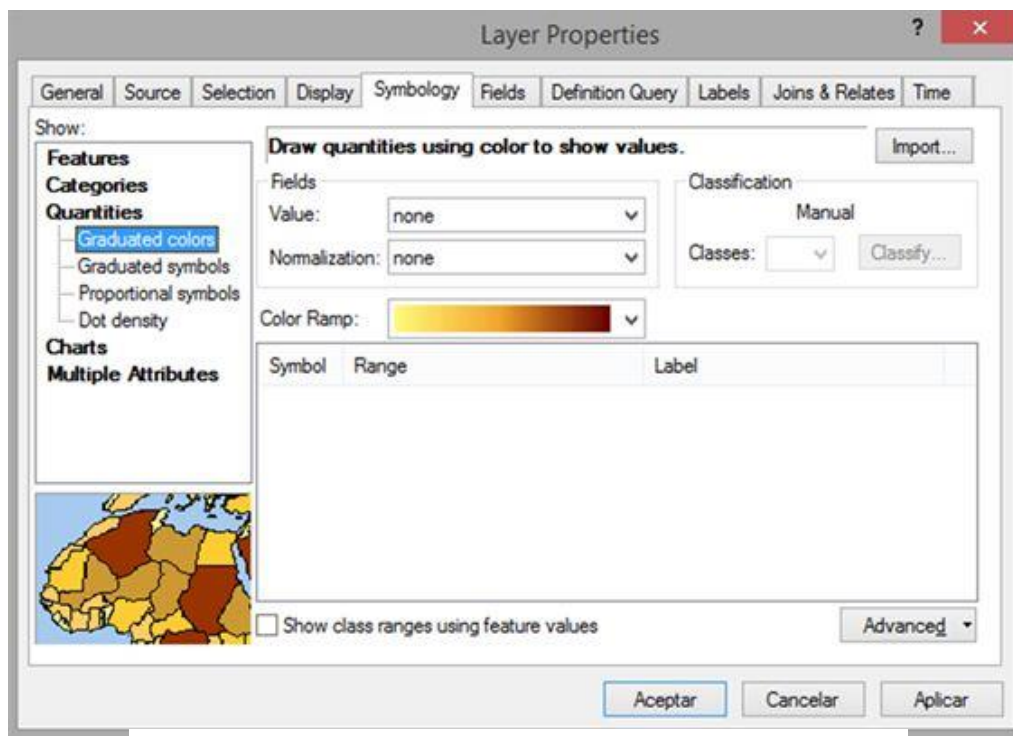 Layer Properties
?
×
General Source Selection Display Symbology Fields Definition Query Labels Joins & Relates Time
Show:
Features
Categories
Quantities
Graduated colors
Graduated symbols
Proportional symbols
Dot density
Charts
Multiple Attributes
Draw quantities using color to show values.
Import...
Fields
Value: none
Normalization: none
Classification
Manual
Classes:
Classify...
Color Ramp:
Symbol Range Label
Show class ranges using feature values
Advanced
Aceptar Cancelar Aplicar